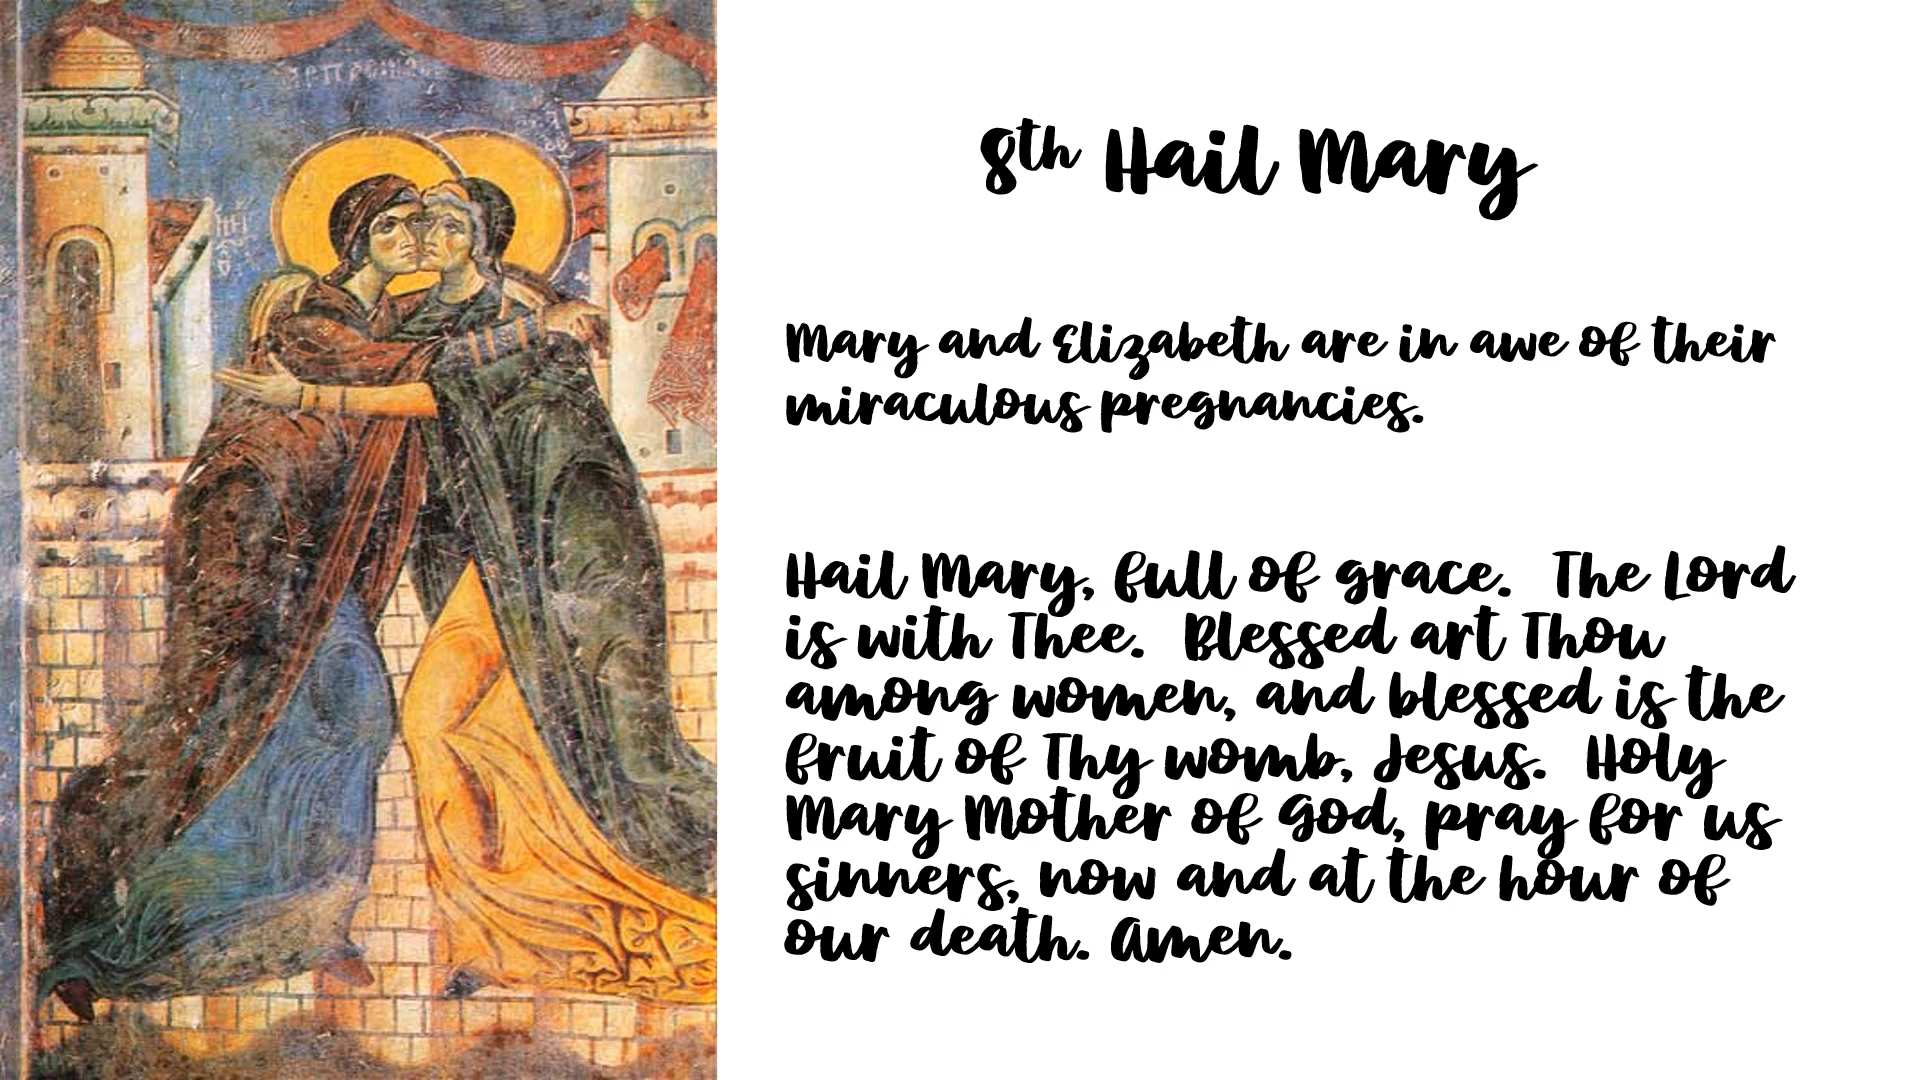 8th Hail Mary
Mary and Elizabeth are in awe of their
miraculous pregnancies.
Hail Mary, full of grace.  The Lord
is with Thee.  Blessed art Thou
among women, and blessed is the
fruit of Thy womb, Jesus.  Holy
Mary Mother of God, pray for us
sinners, now and at the hour of
our death. Amen.